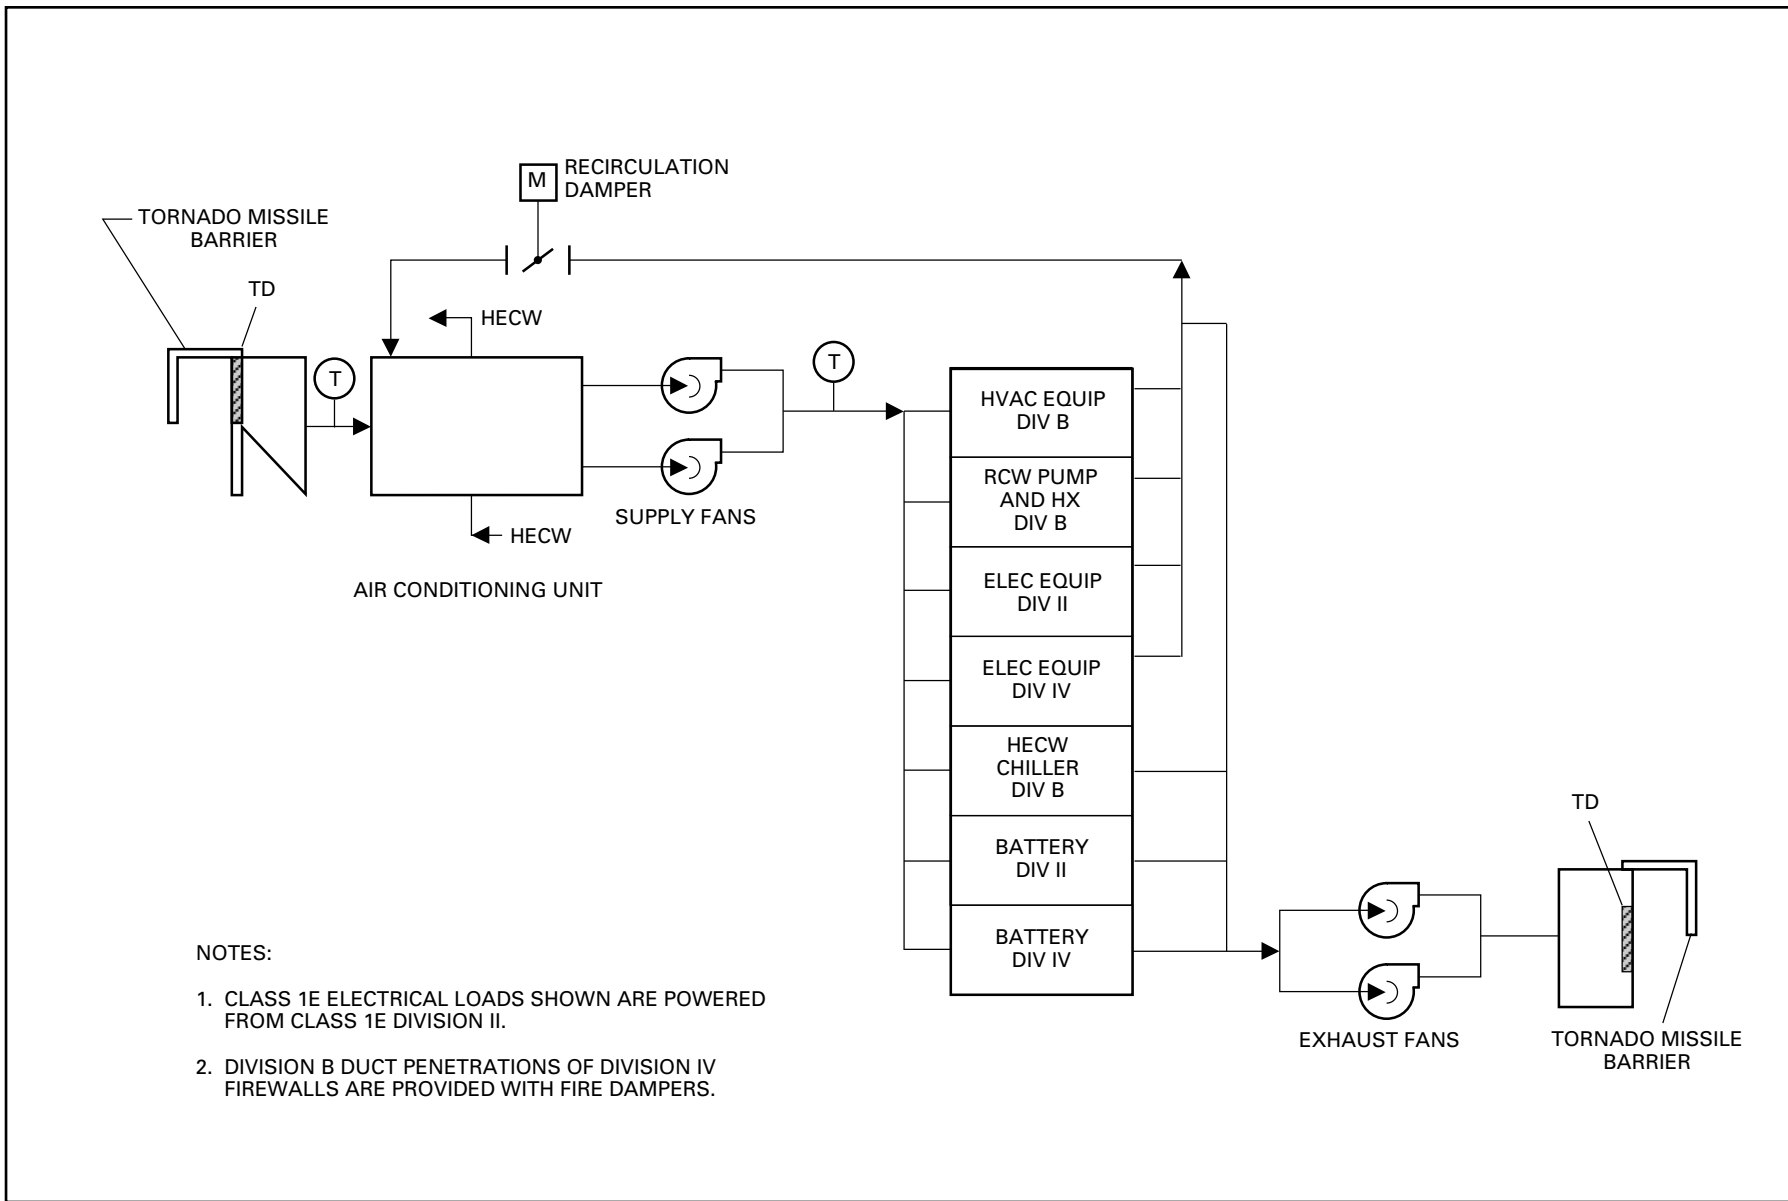 M
RECIRCULATION
DAMPER
TORNADO MISSILE
BARRIER
TD
HECW
T
T
HECW
SUPPLY FANS
AIR CONDITIONING UNIT
HVAC EQUIP
DIV B
RCW PUMP
AND HX
DIV B
ELEC EQUIP
DIV II
ELEC EQUIP
DIV IV
HECW
CHILLER
DIV B
BATTERY
DIV II
BATTERY
DIV IV
TD
EXHAUST FANS
TORNADO MISSILE
BARRIER
NOTES:
1. CLASS 1E ELECTRICAL LOADS SHOWN ARE POWERED
FROM CLASS 1E DIVISION II.
2. DIVISION B DUCT PENETRATIONS OF DIVISION IV
FIREWALLS ARE PROVIDED WITH FIRE DAMPERS.